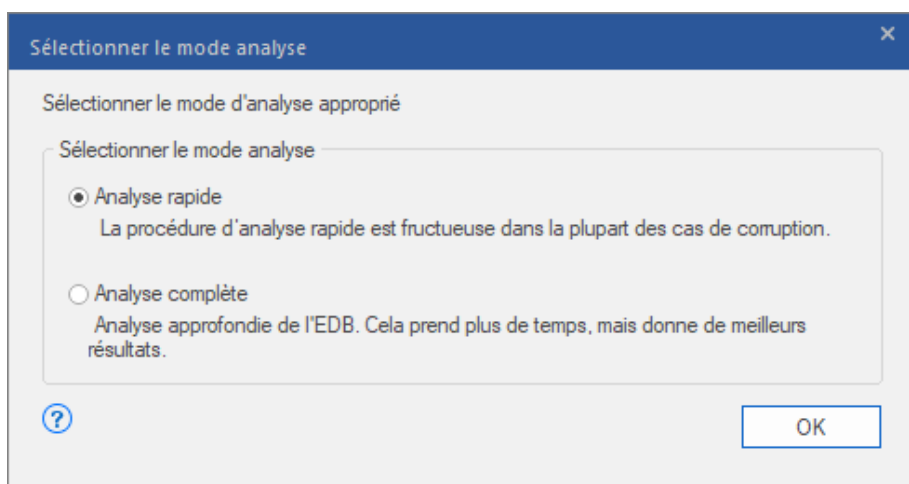 Sélectionner le mode analyse
Sélectionner le mode d'analyse approprié
Sélectionner le mode analyse
Analyse rapide
La procédure d’analyse rapide est fructueuse dans la plupart des cas de corruption.
Analyse complète
Analyse approfondie de l'EDB. Cela prend plus de temps, mais donne de meilleurs
résultats.
?
OK